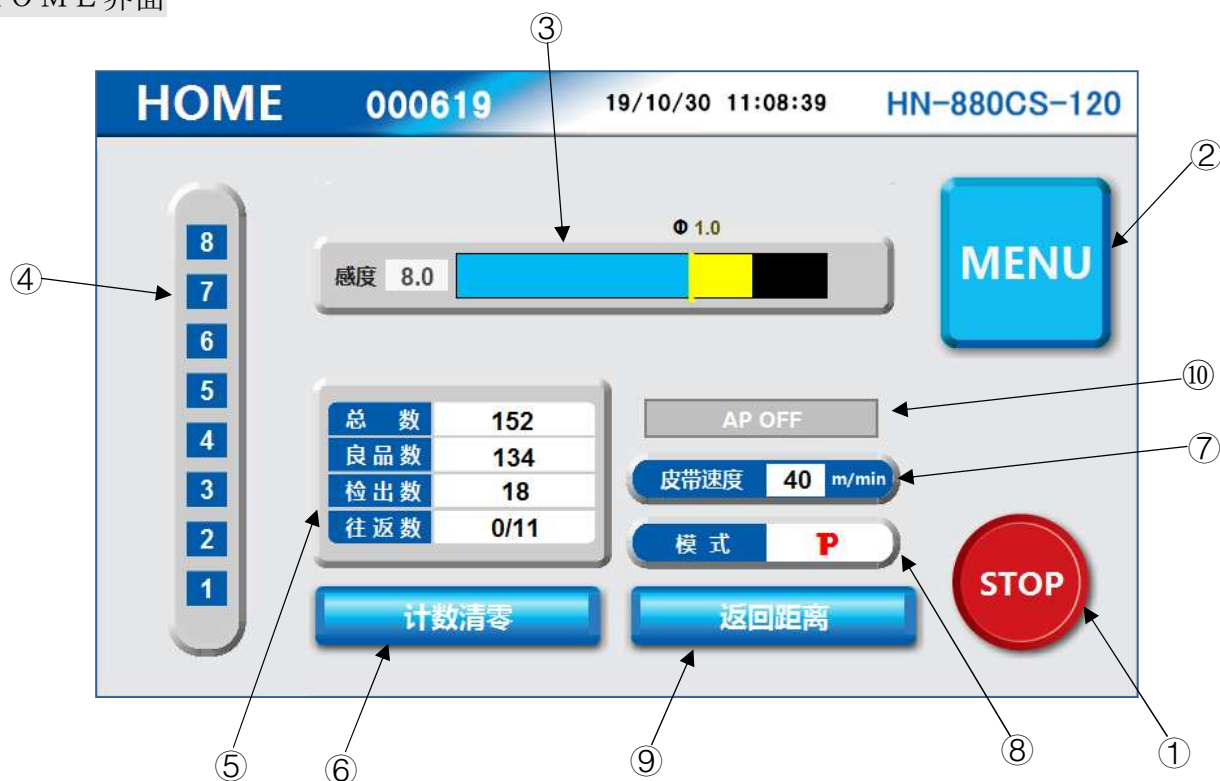 OME界面
③
HOME 000619 19/10/30 11:08:39 HN-880CS-120
②
MENU
Φ 1.0
感度 8.0
④
8
7
6
5
4
3
2
1
⑩
AP OFF
总 数 152
良品数 134
检出数 18
往返数 0/11
⑦
皮带速度 40 m/min
模 式 P
STOP
计数清零
返回距离
⑤
⑥
⑨
⑧
①